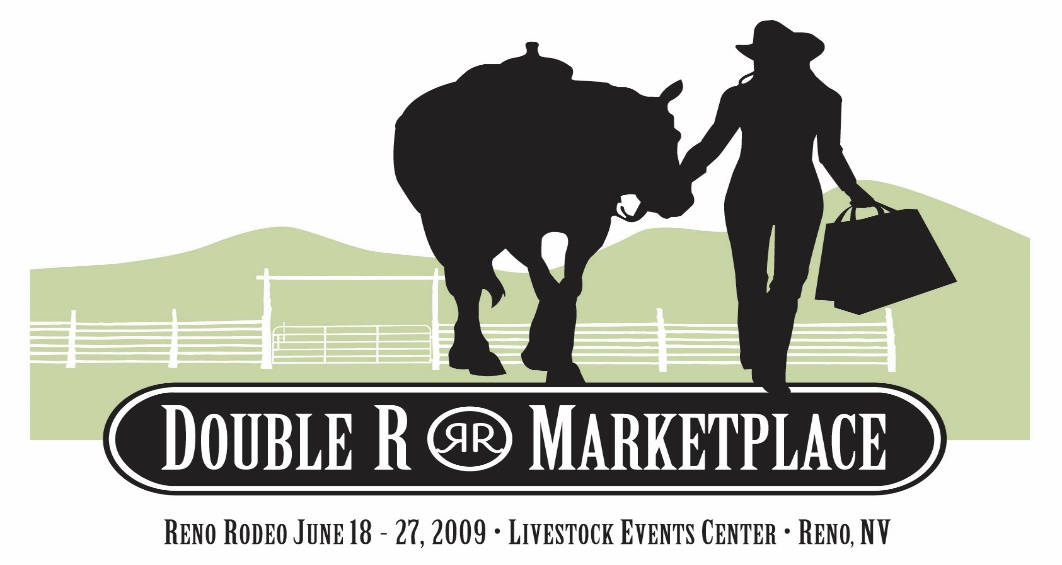 DOUBLE R RR MARKETPLACE
RENO RODEO JUNE 18 - 27, 2009 • LIVESTOCK EVENTS CENTER • RENO, NV